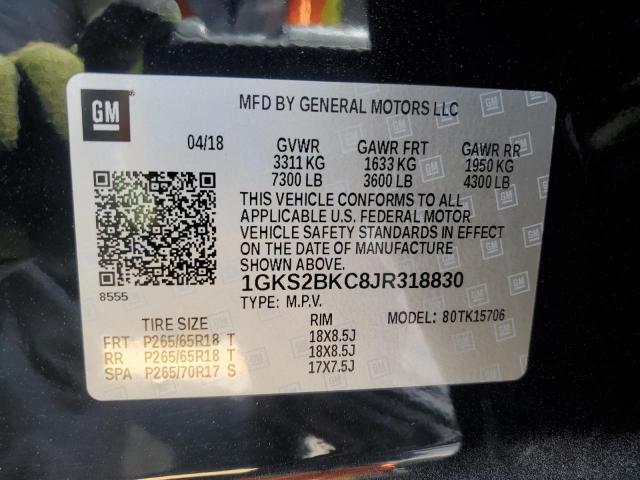 GM
MFD BY GENERAL MOTORS LLC
04/18 GVWR GAWR FRT GAWR RR
3311 KG 1633 KG 1950 KG
7300 LB 3600 LB 4300 LB
THIS VEHICLE CONFORMS TO ALL
APPLICABLE U.S. FEDERAL MOTOR
VEHICLE SAFETY STANDARDS IN EFFECT
ON THE DATE OF MANUFACTURE
SHOWN ABOVE.
8555
1GKS2BKC8JR318830
TYPE: M.P.V. MODEL: 80TK15706
TIRE SIZE RIM
FRT P265/65R18 T 18X8.5J
RR P265/65R18 T 18X8.5J
SPA P265/70R17 S 17X7.5J